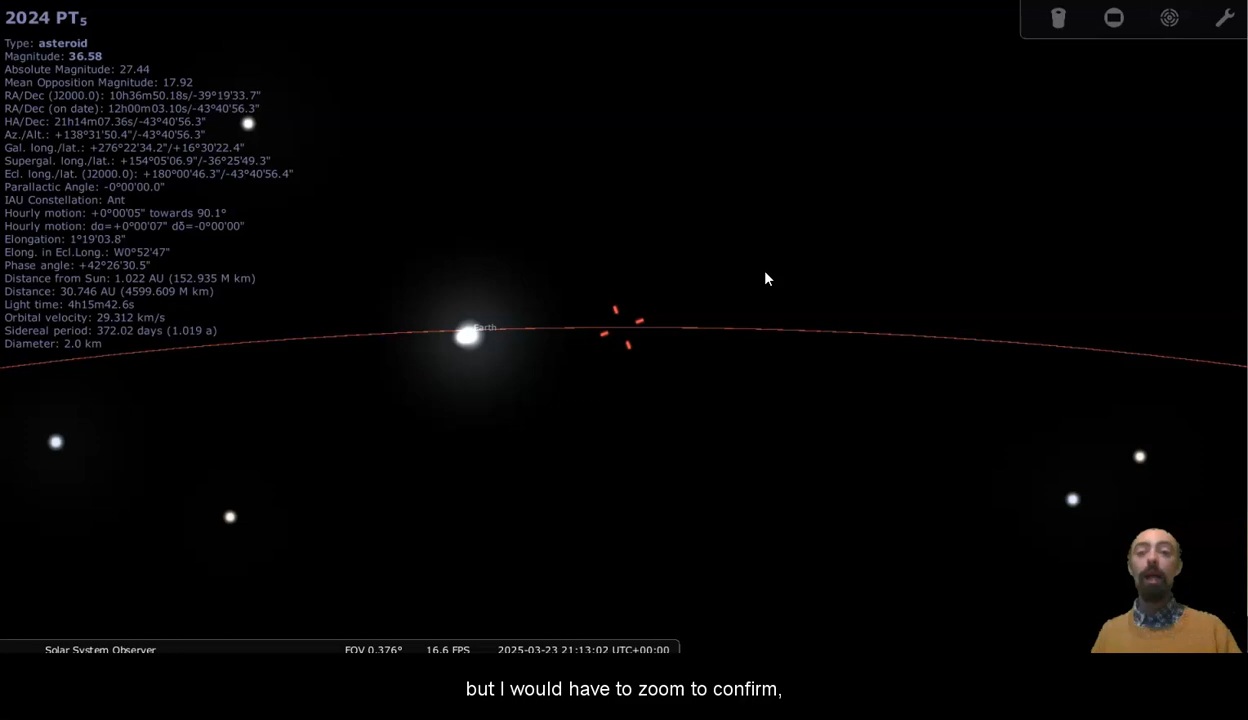 2024 PT₅
Type: asteroid
Magnitude: 36.58
Absolute Magnitude: 27.44
Mean Opposition Magnitude: 17.92
RA/Dec (J2000.0): 10h36m50.18s/-39°19'33.7"
RA/Dec (on date): 12h00m03.10s/-43°40'56.3"
HA/Dec: 21h14m07.36s/-43°40'56.3"
Az./Alt.: +138°31'50.4"/-43°40'56.3"
Gal. long./lat.: +276°22'34.2"/+16°30'22.4"
Supergal. long./lat.: +154°05'06.9"/-36°25'49.3"
Ecl. long./lat. (J2000.0): +180°00'46.3"/-43°40'56.4"
Parallactic Angle: -0°00'00.0"
IAU Constellation: Ant
Hourly motion: +0°00'05" towards 90.1°
Hourly motion: dα=+0°00'07" dδ=-0°00'00"
Elongation: 1°19'03.8"
Elong. in Ecl.Long.: W0°52'47"
Phase angle: +42°26'30.5"
Distance from Sun: 1.022 AU (152.935 M km)
Distance: 30.746 AU (4599.609 M km)
Light time: 4h15m42.6s
Orbital velocity: 29.312 km/s
Sidereal period: 372.02 days (1.019 a)
Diameter: 2.0 km
Earth
Solar System Observer FOV 0.376° 16.6 FPS 2025-03-23 21:13:02 UTC+00:00
but I would have to zoom to confirm,